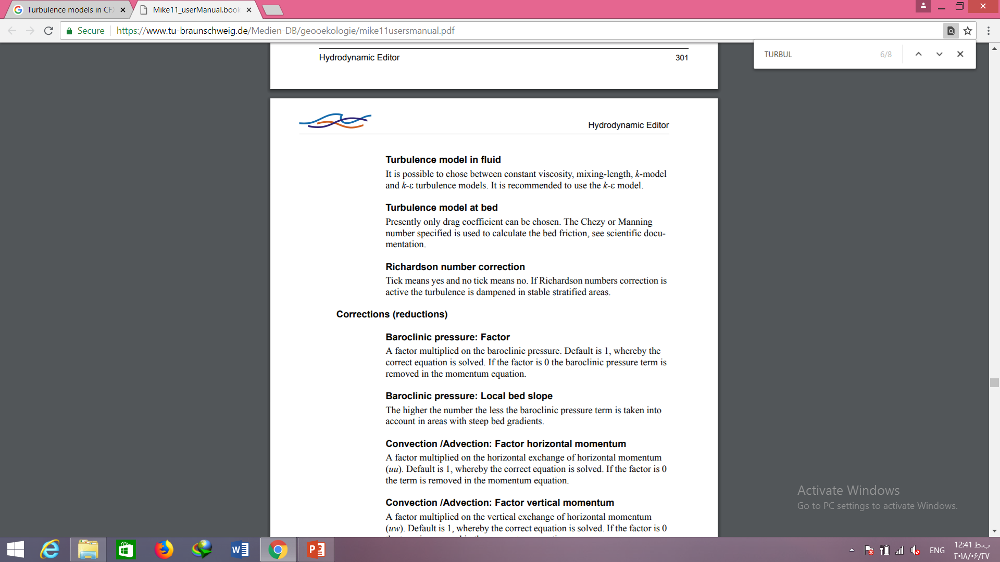 Turbulence models in CFX
Mike11_userManual.book
Secure
https://www.tu-braunschweig.de/Medien-DB/geooekologie/mike11usersmanual.pdf
TURBUL
6/8
Hydrodynamic Editor 301
Hydrodynamic Editor
Turbulence model in fluid
It is possible to chose between constant viscosity, mixing-length, k-model
and k-ε turbulence models. It is recommended to use the k-ε model.
Turbulence model at bed
Presently only drag coefficient can be chosen. The Chezy or Manning
number specified is used to calculate the bed friction, see scientific docu-
mentation.
Richardson number correction
Tick means yes and no tick means no. If Richardson numbers correction is
active the turbulence is dampened in stable stratified areas.
Corrections (reductions)
Baroclinic pressure: Factor
A factor multiplied on the baroclinic pressure. Default is 1, whereby the
correct equation is solved. If the factor is 0 the baroclinic pressure term is
removed in the momentum equation.
Baroclinic pressure: Local bed slope
The higher the number the less the baroclinic pressure term is taken into
account in areas with steep bed gradients.
Convection /Advection: Factor horizontal momentum
A factor multiplied on the horizontal exchange of horizontal momentum
(uu). Default is 1, whereby the correct equation is solved. If the factor is 0
the term is removed in the momentum equation.
Convection /Advection: Factor vertical momentum
A factor multiplied on the vertical exchange of horizontal momentum
(uw). Default is 1, whereby the correct equation is solved. If the factor is 0
Activate Windows
Go to PC settings to activate Windows.
ENG
12:41 ب.ظ
۲۰۱۸/۰۶/۲۷